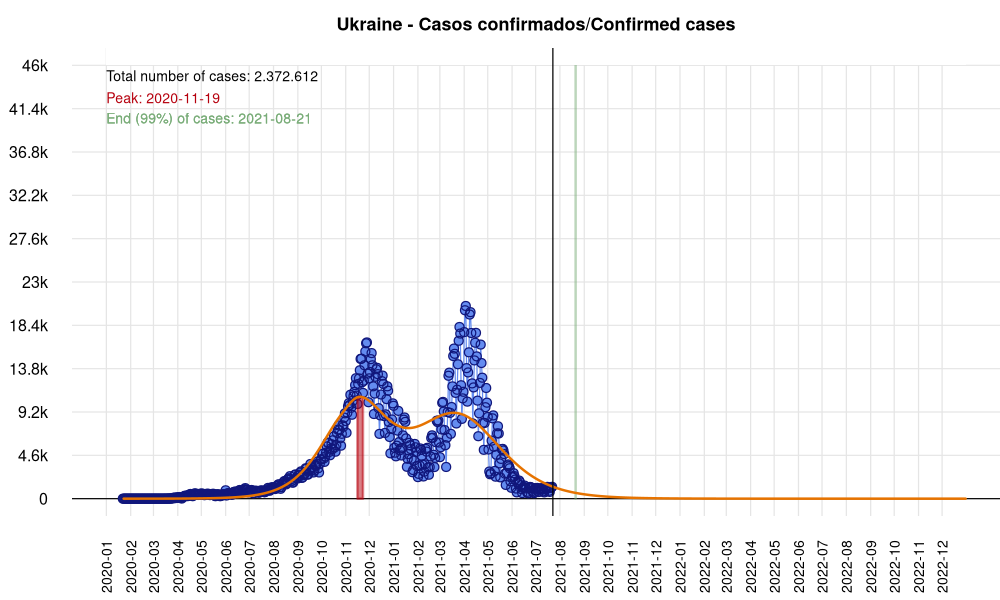 Ukraine - Casos confirmados/Confirmed cases
46k
Total number of cases: 2.372.612
Peak: 2020-11-19
41.4k
End (99%) of cases: 2021-08-21
36.8k
32.2k
27.6k
23k
18.4k
13.8k
9.2k
4.6k
0
2020-01
2020-02
2020-03
2020-04
2020-05
2020-06
2020-07
2020-08
2020-09
2020-10
2020-11
2020-12
2021-01
2021-02
2021-03
2021-04
2021-05
2021-06
2021-07
2021-08
2021-09
2021-10
2021-11
2021-12
2022-01
2022-02
2022-03
2022-04
2022-05
2022-06
2022-07
2022-08
2022-09
2022-10
2022-11
2022-12